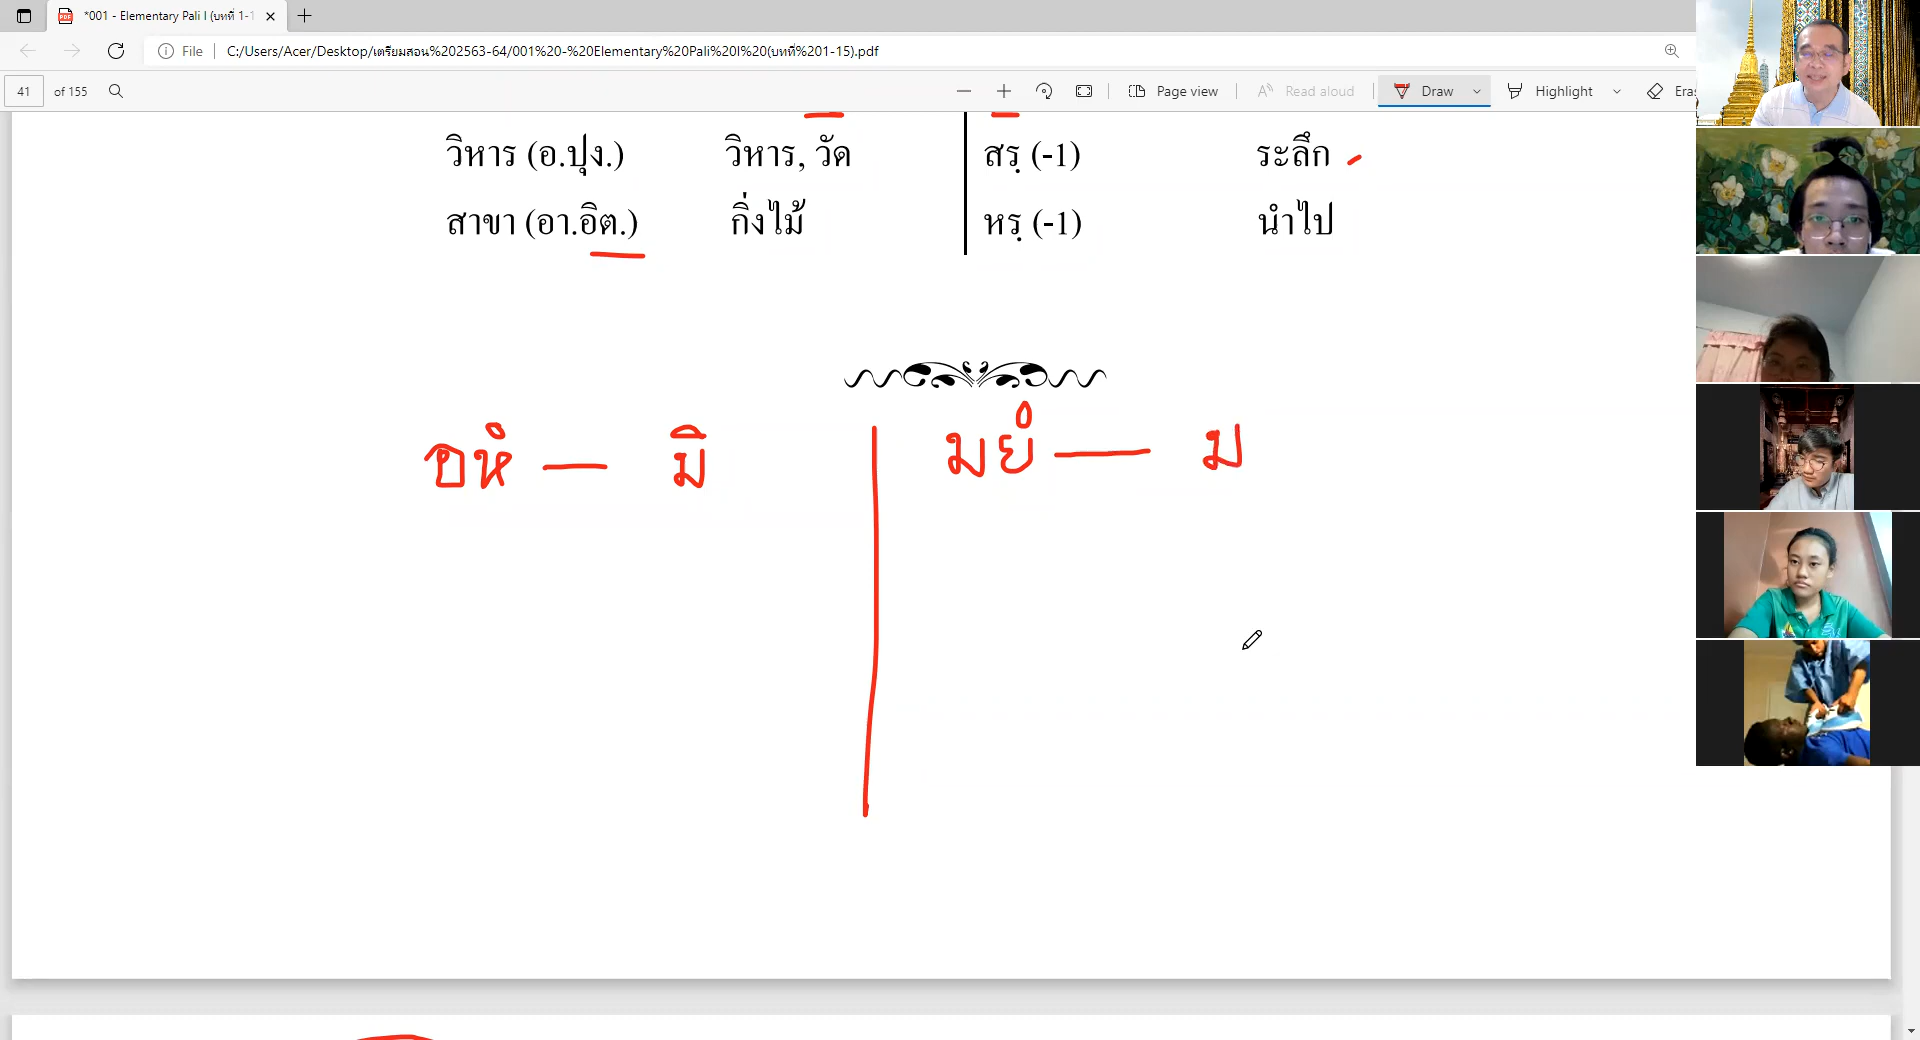 *001 - Elementary Pali I (บทที่ 1-1
File C:/Users/Acer/Desktop/เตรียมสอน%202563-64/001%20-%20Elementary%20Pali%20I%20(บทที่%201-15).pdf
41 of 155 Page view Read aloud Draw Highlight Eras
วิหาร (อ.ปุง.) วิหาร, วัด สรฺ (-1) ระลึก
สาขา (อา.อิต.) กิ่งไม้ หรฺ (-1) นำไป
อหํ — มิ มยํ — ม